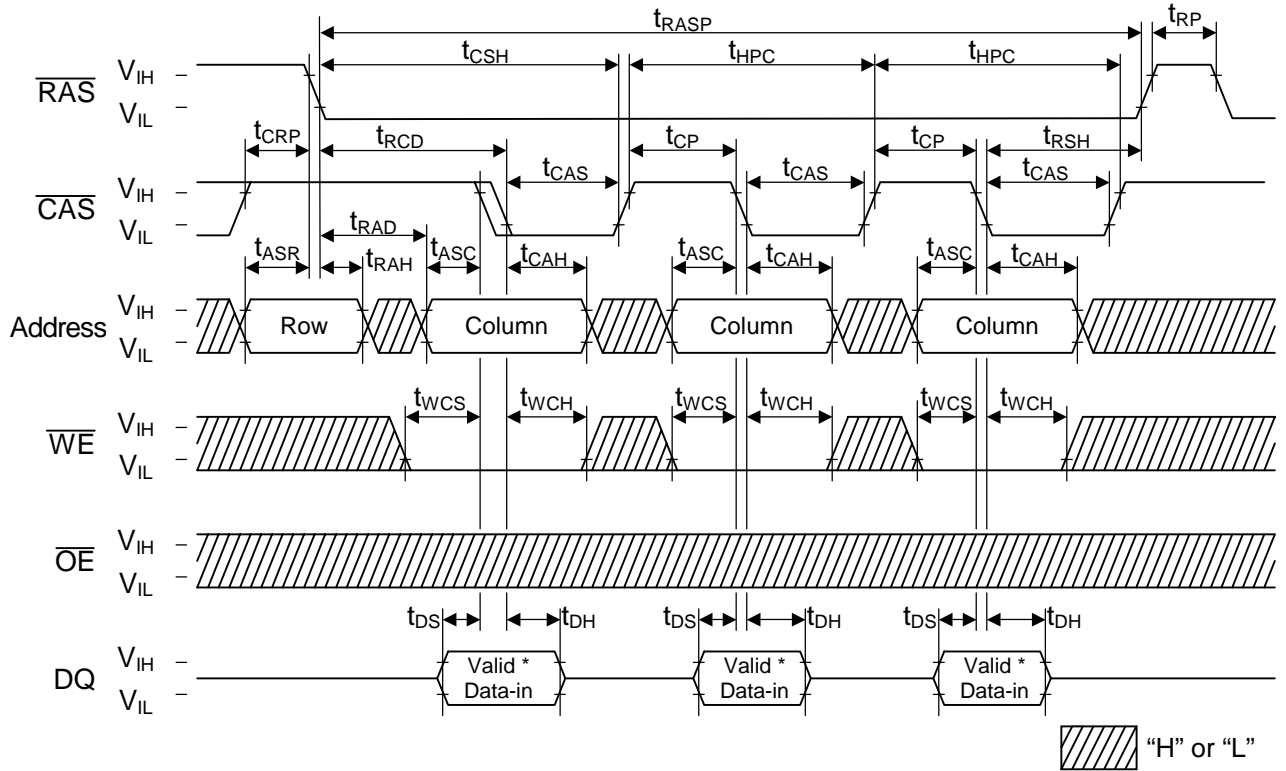 tRASP tRP
tCSH tHPC tHPC
RAS VIH
VIL
tCRP tRCD tCP tCP tRSH
CAS VIH tCAS tCAS tCAS
VIL
tRAD
tASR tRAH tASC tCAH tASC tCAH tASC tCAH
Address VIH
VIL
Row Column Column Column
tWCS tWCH tWCS tWCH tWCS tWCH
WE VIH
VIL
OE VIH
VIL
tDS tDH tDS tDH tDS tDH
DQ VIH
VIL
Valid * Valid * Valid *
Data-in Data-in Data-in
“H” or “L”